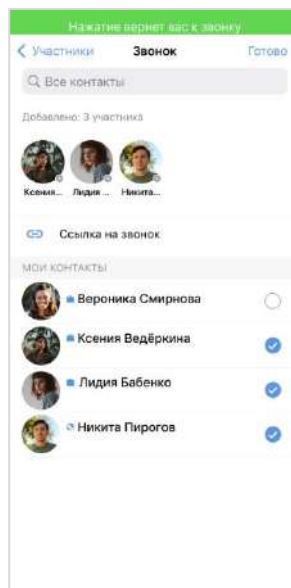 Нажатие вернет вас к звонку
Участники Звонок Готово
Все контакты
Добавлено: 3 участника
Ксения... Лидия ... Никита...
Ссылка на звонок
МОИ КОНТАКТЫ
Вероника Смирнова
Ксения Ведёркина
Лидия Бабенко
Никита Пирогов